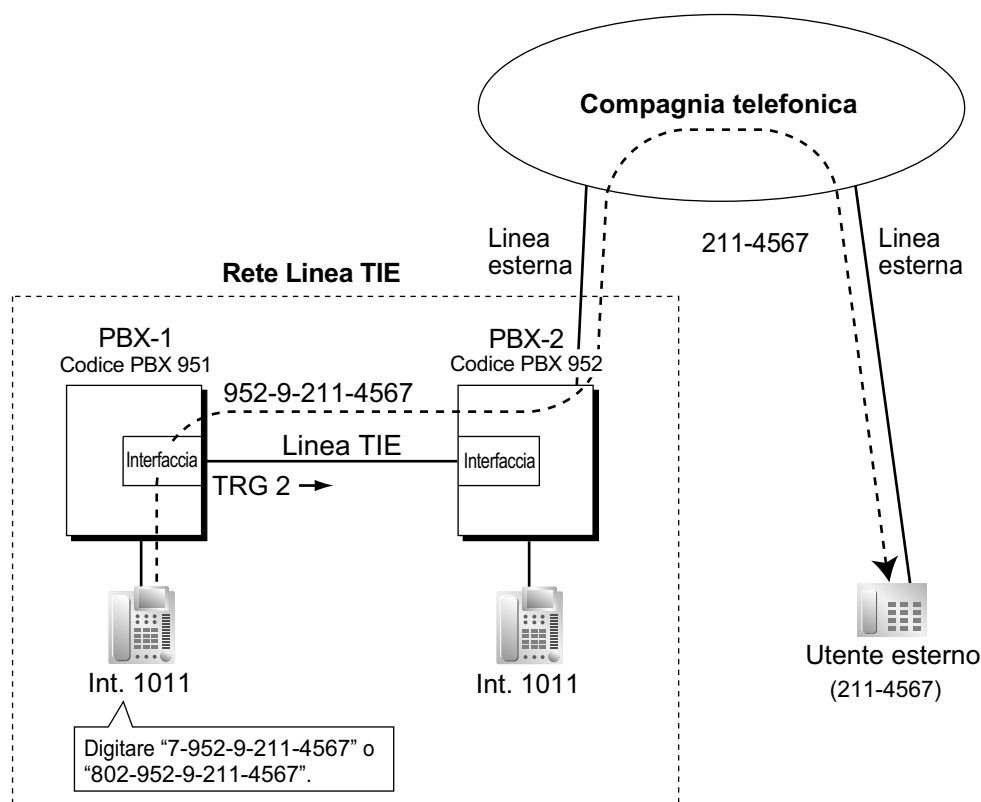 Compagnia telefonica
Linea
esterna
211-4567
Linea
esterna
Rete Linea TIE
PBX-1
Codice PBX 951
PBX-2
Codice PBX 952
952-9-211-4567
Interfaccia
Linea TIE
Interfaccia
TRG 2 →
Int. 1011
Int. 1011
Utente esterno
(211-4567)
Digitare “7-952-9-211-4567” o
“802-952-9-211-4567”.